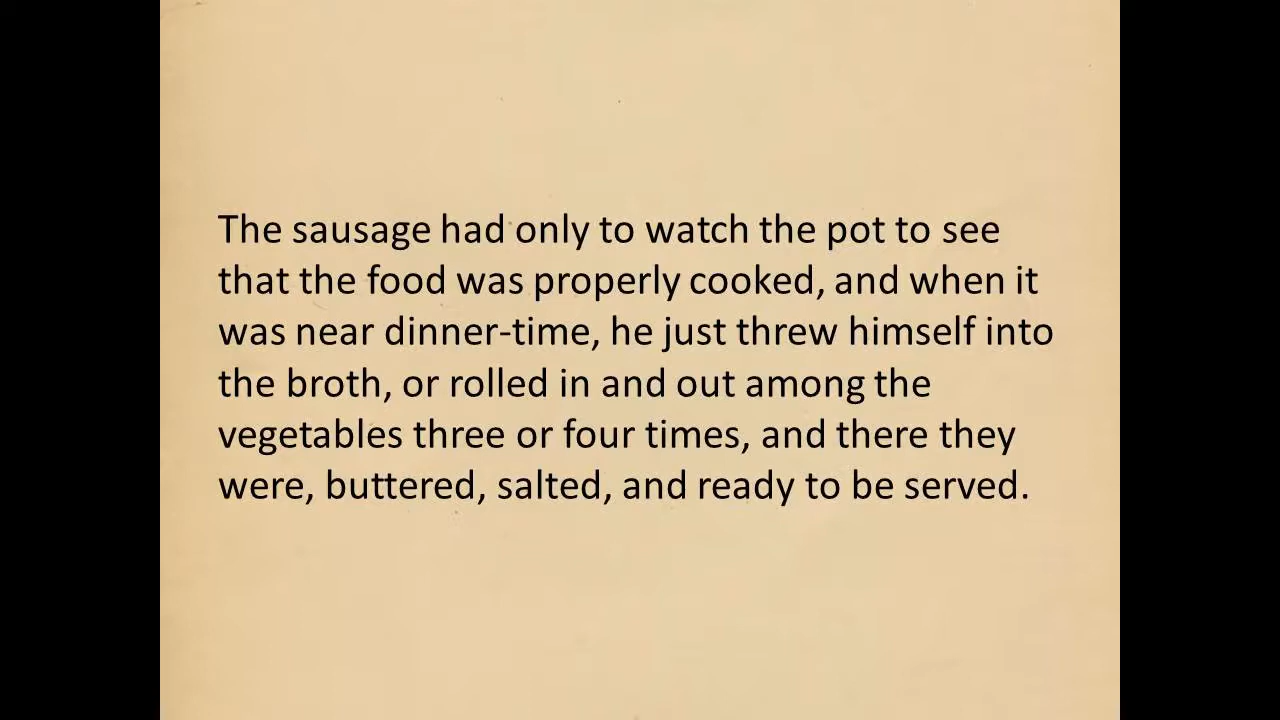 The sausage had only to watch the pot to see
that the food was properly cooked, and when it
was near dinner-time, he just threw himself into
the broth, or rolled in and out among the
vegetables three or four times, and there they
were, buttered, salted, and ready to be served.